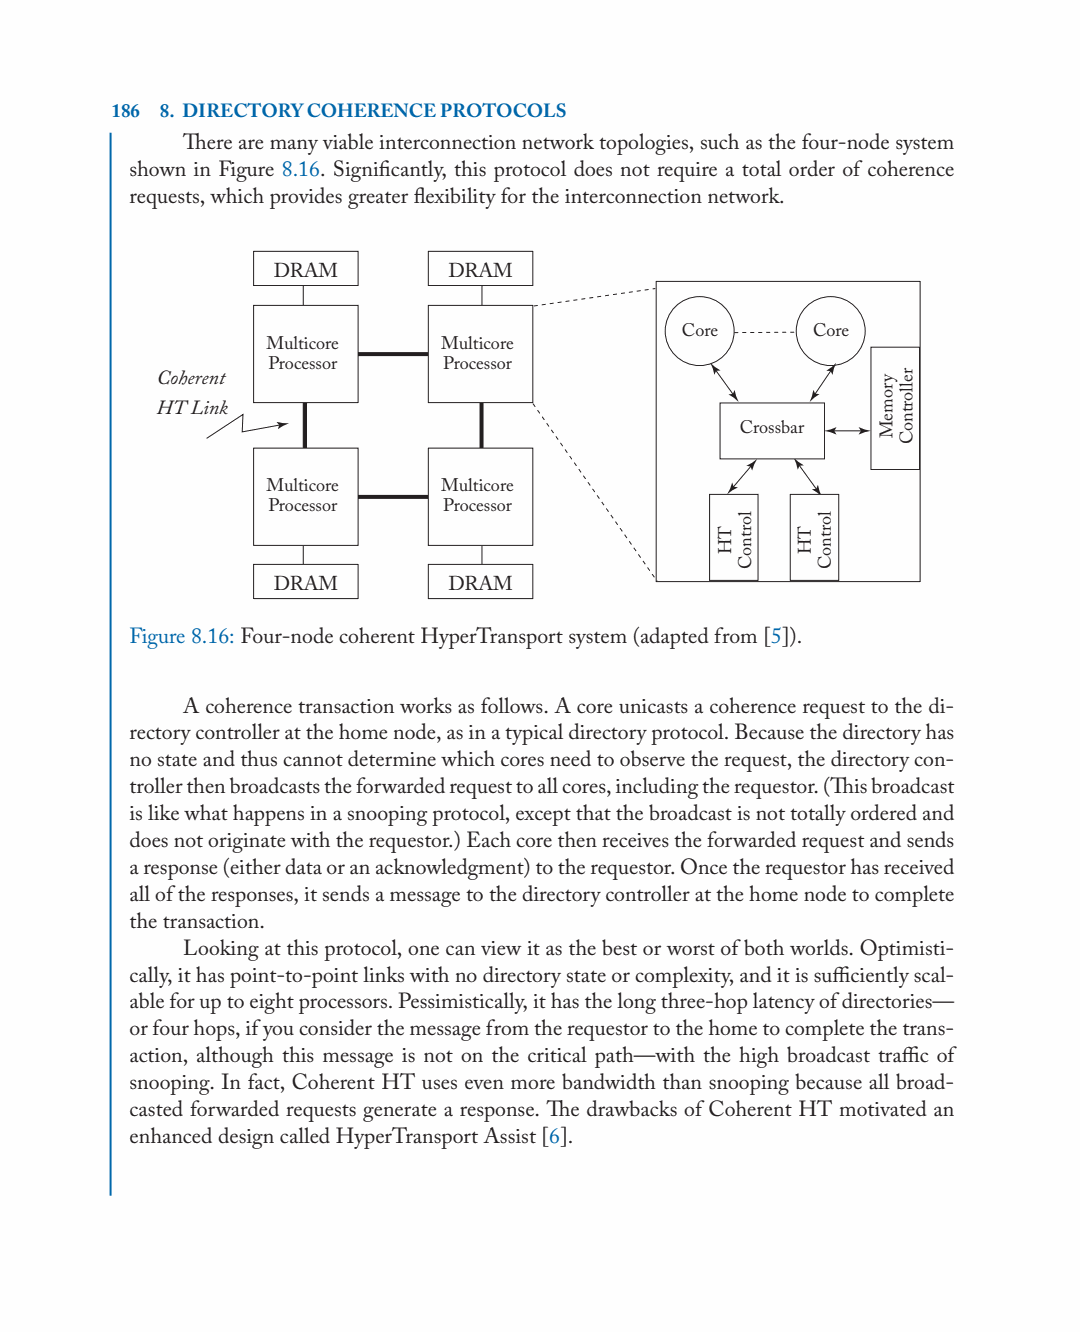 186 8. DIRECTORY COHERENCE PROTOCOLS
There are many viable interconnection network topologies, such as the four-node system
shown in Figure 8.16. Significantly, this protocol does not require a total order of coherence
requests, which provides greater flexibility for the interconnection network.
DRAM
DRAM
Multicore
Processor
Multicore
Processor
Coherent
HT Link
Multicore
Processor
Multicore
Processor
DRAM
DRAM
Core
Core
Crossbar
Memory
Controller
HT
Control
HT
Control
Figure 8.16: Four-node coherent HyperTransport system (adapted from [5]).
A coherence transaction works as follows. A core unicasts a coherence request to the di-
rectory controller at the home node, as in a typical directory protocol. Because the directory has
no state and thus cannot determine which cores need to observe the request, the directory con-
troller then broadcasts the forwarded request to all cores, including the requestor. (This broadcast
is like what happens in a snooping protocol, except that the broadcast is not totally ordered and
does not originate with the requestor.) Each core then receives the forwarded request and sends
a response (either data or an acknowledgment) to the requestor. Once the requestor has received
all of the responses, it sends a message to the directory controller at the home node to complete
the transaction.
Looking at this protocol, one can view it as the best or worst of both worlds. Optimisti-
cally, it has point-to-point links with no directory state or complexity, and it is sufficiently scal-
able for up to eight processors. Pessimistically, it has the long three-hop latency of directories—
or four hops, if you consider the message from the requestor to the home to complete the trans-
action, although this message is not on the critical path—with the high broadcast traffic of
snooping. In fact, Coherent HT uses even more bandwidth than snooping because all broad-
casted forwarded requests generate a response. The drawbacks of Coherent HT motivated an
enhanced design called HyperTransport Assist [6].